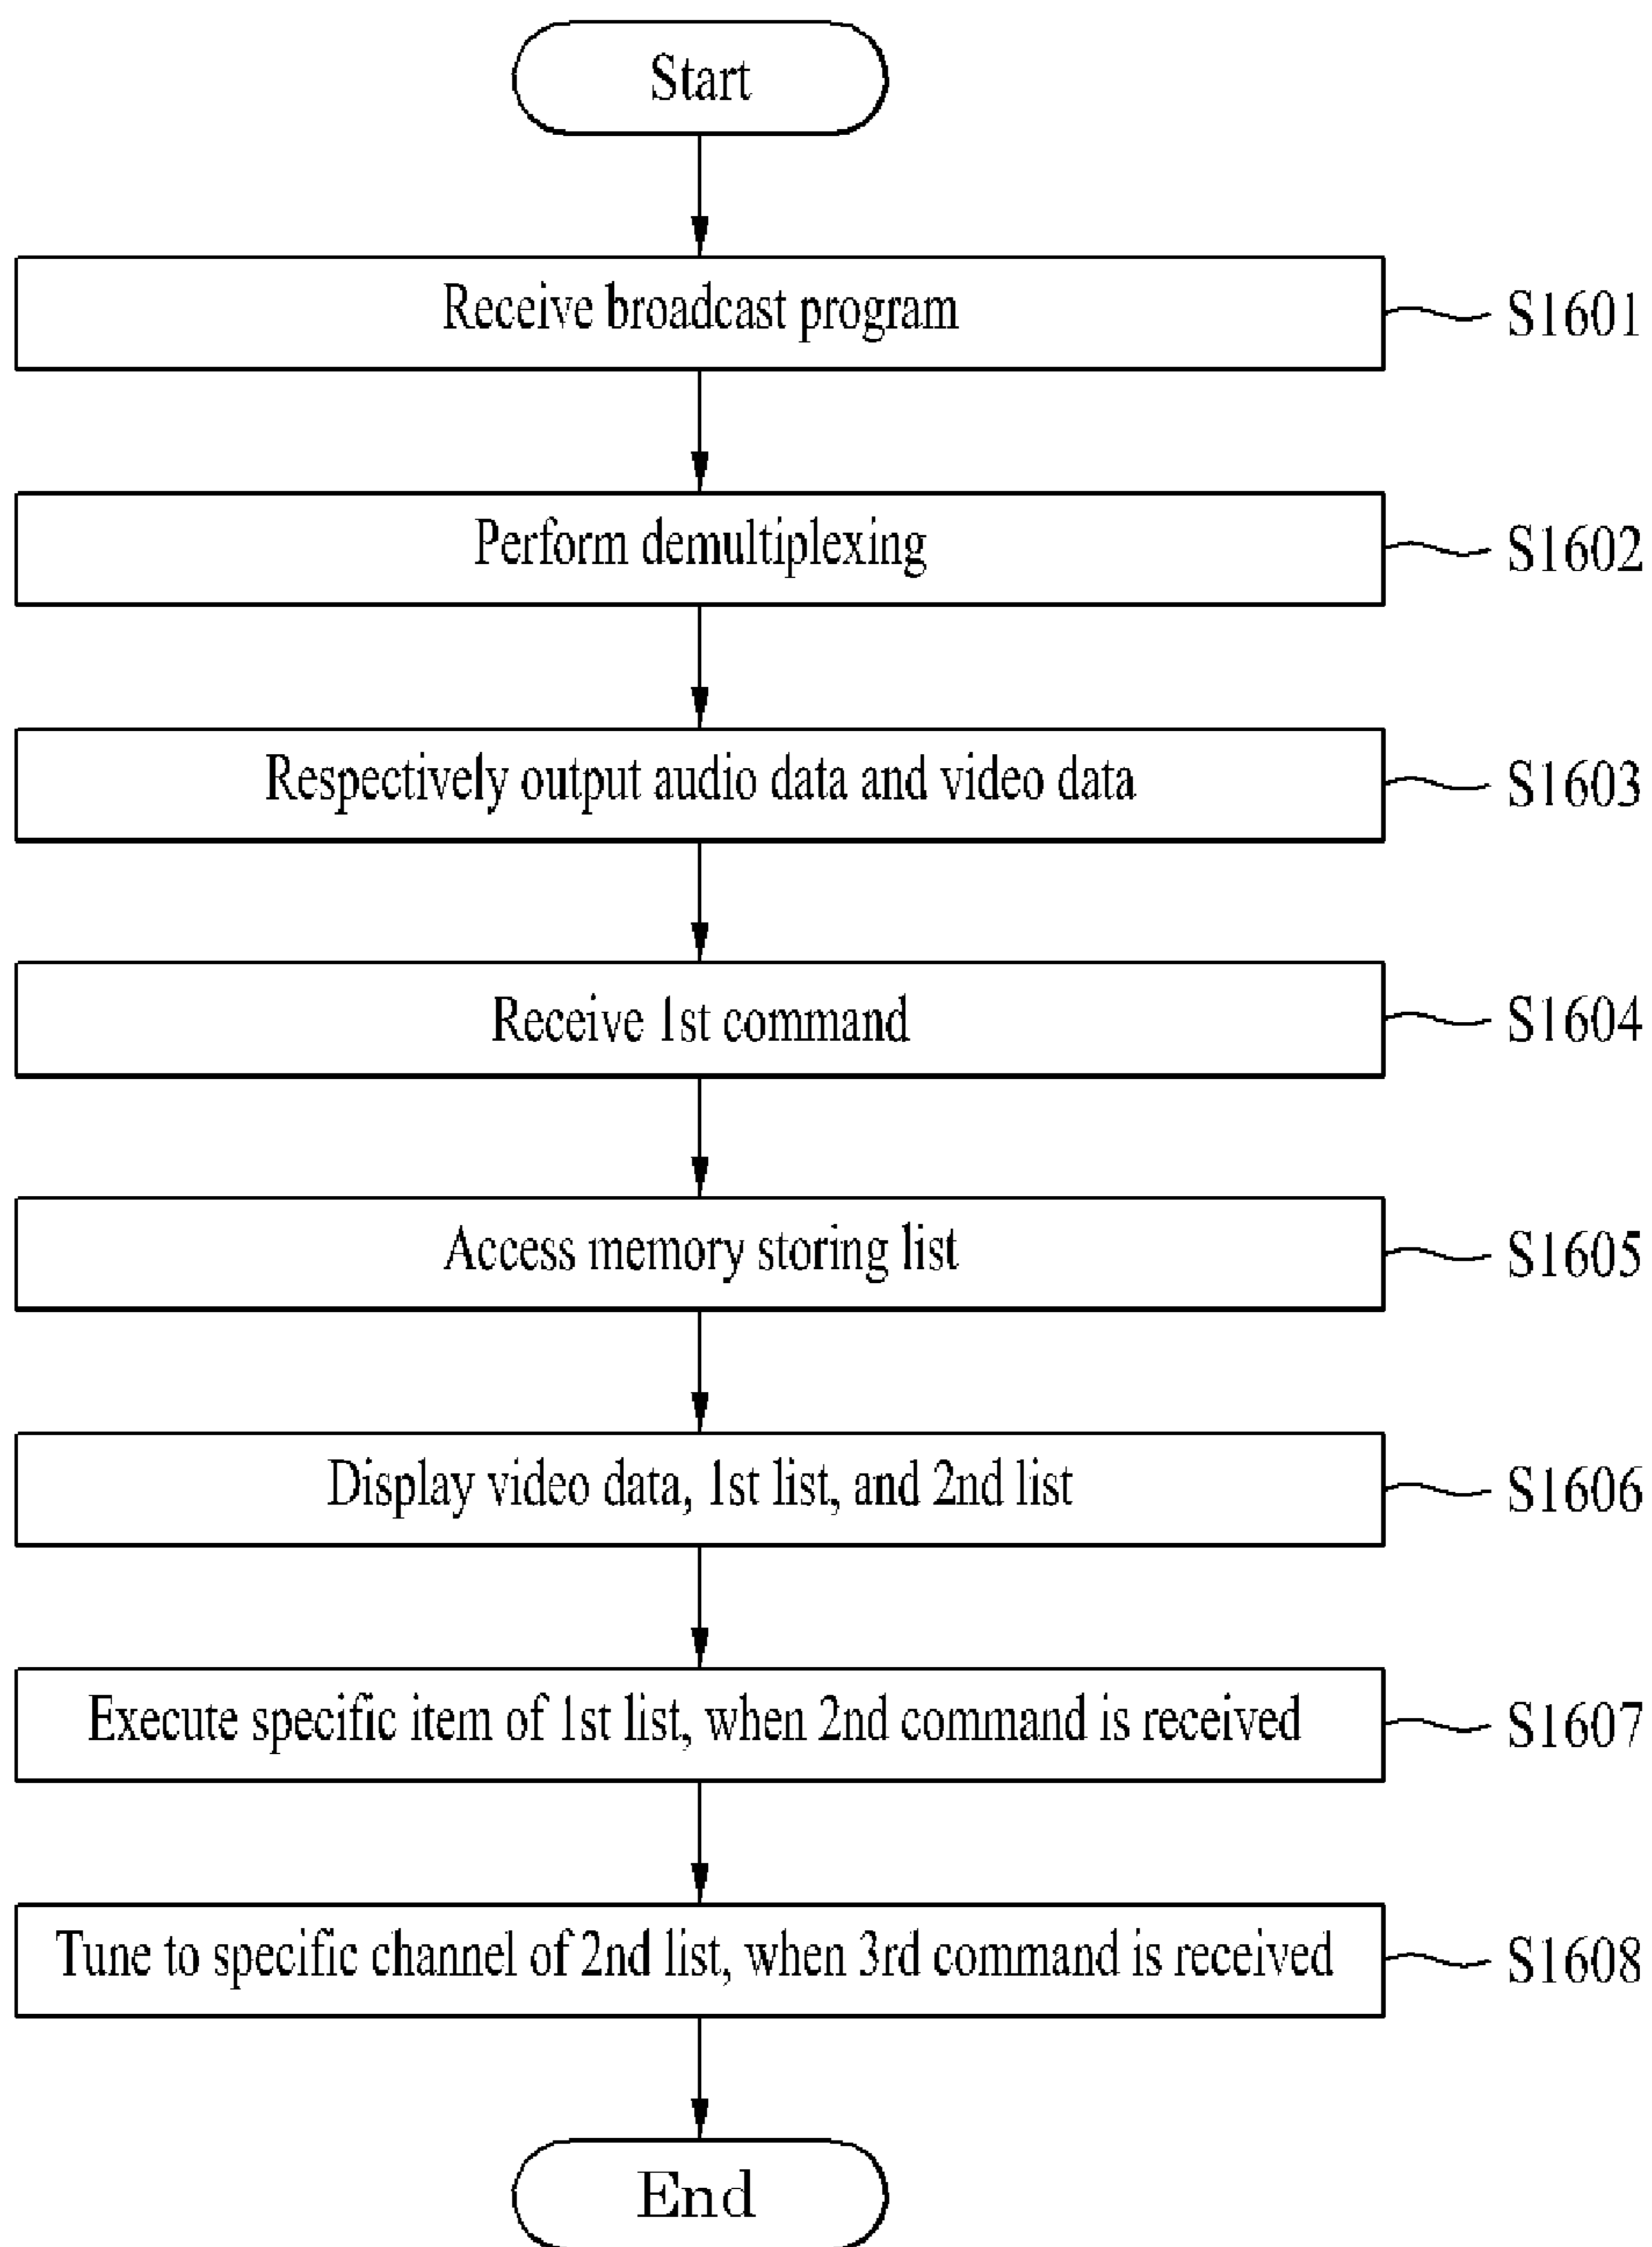 Start
Receive broadcast program
S1601
Perform demultiplexing
S1602
Respectively output audio data and video data
S1603
Receive 1st command
S1604
Access memory storing list
S1605
Display video data, 1st list, and 2nd list
S1606
Execute specific item of 1st list, when 2nd command is received
S1607
Tune to specific channel of 2nd list, when 3rd command is received
S1608
End